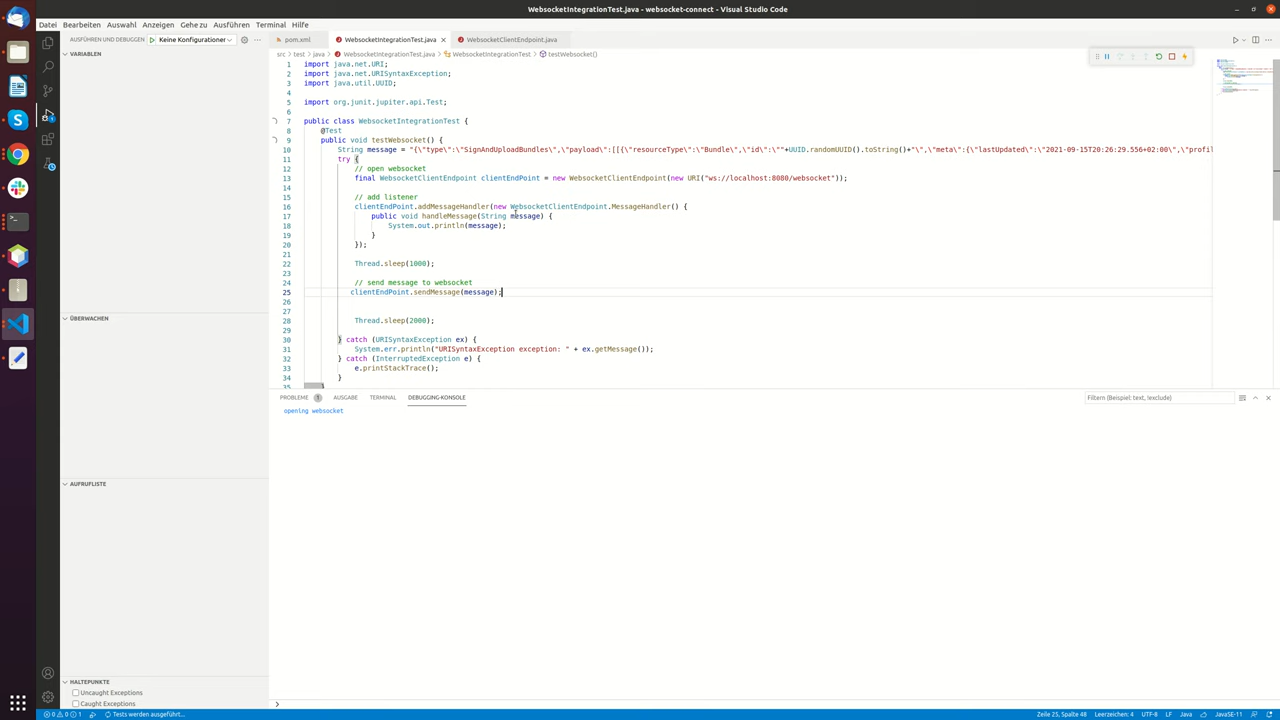 WebsocketIntegrationTest.java - websocket-connect - Visual Studio Code
Datei Bearbeiten Auswahl Anzeigen Gehe zu Ausführen Terminal Hilfe
AUSFÜHREN UND DEBUGGEN Keine Konfigurationen
pom.xml WebsocketIntegrationTest.java WebsocketClientEndpoint.java
src > test > java > WebsocketIntegrationTest.java > WebsocketIntegrationTest > testWebsocket()
VARIABLEN
1 import java.net.URI;
2 import java.net.URISyntaxException;
3 import java.util.UUID;
4
5 import org.junit.jupiter.api.Test;
6
7 public class WebsocketIntegrationTest {
8 @Test
9 public void testWebsocket() {
10 String message = "{\"type\":\"SignAndUploadBundles\",\"payload\":[[{\"resourceType\":\"Bundle\",\"id\":\""+UUID.randomUUID().toString()+"\",\"meta\":{\"lastUpdated\":\"2021-09-15T20:26:29.556+02:00\",\"profil
11 try {
12 // open websocket
13 final WebsocketClientEndpoint clientEndPoint = new WebsocketClientEndpoint(new URI("ws://localhost:8080/websocket"));
14
15 // add listener
16 clientEndPoint.addMessageHandler(new WebsocketClientEndpoint.MessageHandler() {
17 public void handleMessage(String message) {
18 System.out.println(message);
19 }
20 });
21
22 Thread.sleep(1000);
23
24 // send message to websocket
25 clientEndPoint.sendMessage(message);
26
27
28 Thread.sleep(2000);
29
30 } catch (URISyntaxException ex) {
31 System.err.println("URISyntaxException exception: " + ex.getMessage());
32 } catch (InterruptedException e) {
33 e.printStackTrace();
34 }
35 }
ÜBERWACHEN
AUFRUFLISTE
HALTEPUNKTE
Uncaught Exceptions
Caught Exceptions
PROBLEME 1 AUSGABE TERMINAL DEBUGGING-KONSOLE Filtern (Beispiel: text, !exclude)
opening websocket
0 0 1 Tests werden ausgeführt... Zeile 25, Spalte 48 Leerzeichen: 4 UTF-8 LF Java JavaSE-11